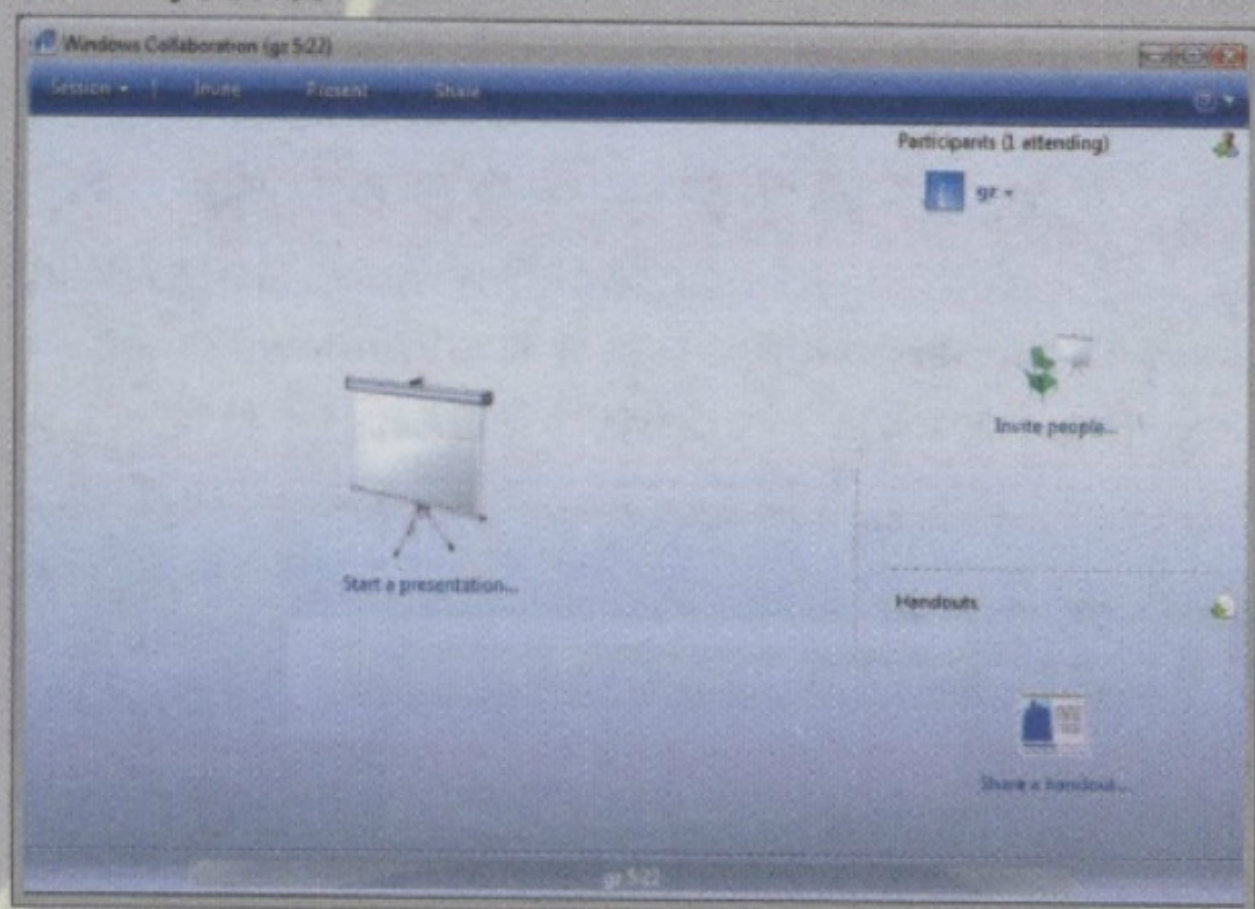 Windows Collaboration (gz 5:22)
Session Invite Present Share
Participants (1 attending)
gz
Invite people...
Start a presentation...
Handouts
Share a handout...
gz 5:22